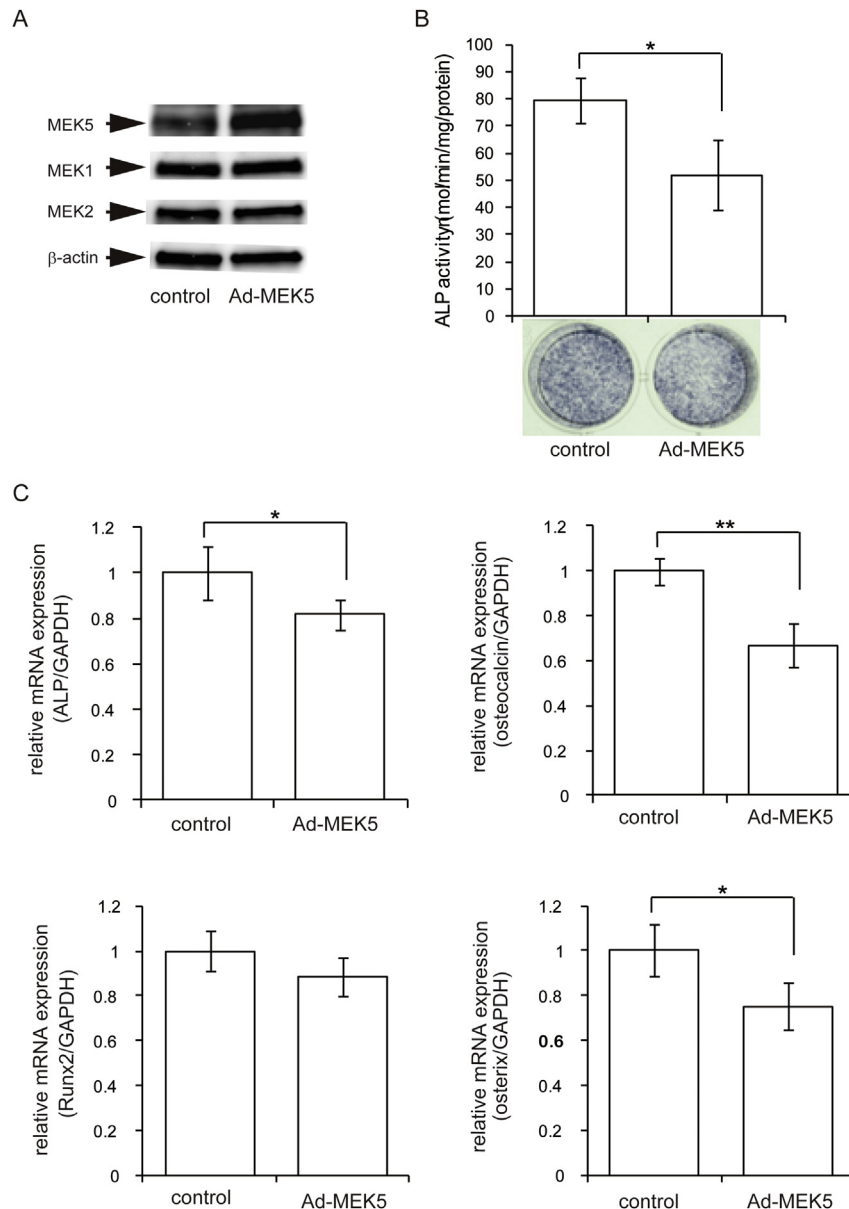 A
MEK5
MEK1
MEK2
β-actin
control Ad-MEK5
B
*
ALP activityn(mol/min/mg/protein)
100
90
80
70
60
50
40
30
20
10
0
control Ad-MEK5
C
*
relative mRNA expression
(ALP/GAPDH)
1.2
1
0.8
0.6
0.4
0.2
0
control Ad-MEK5
**
relative mRNA expression
(osteocalcin/GAPDH)
1.2
1
0.8
0.6
0.4
0.2
0
control Ad-MEK5
relative mRNA expression
(Runx2/GAPDH)
1.2
1
0.8
0.6
0.4
0.2
0
control Ad-MEK5
*
relative mRNA expression
(osterix/GAPDH)
1.2
1
0.8
0.6
0.4
0.2
0
control Ad-MEK5